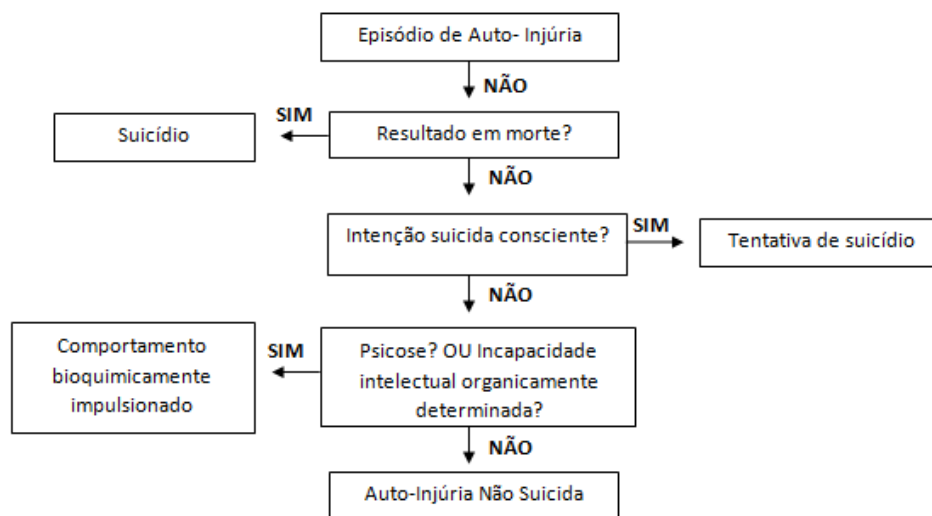 Episódio de Auto- Injúria
NÃO
SIM
Suicídio
Resultado em morte?
NÃO
Intenção suicida consciente?
SIM
Tentativa de suicídio
NÃO
Comportamento
bioquimicamente
impulsionado
SIM
Psicose? OU Incapacidade
intelectual organicamente
determinada?
NÃO
Auto-Injúria Não Suicida